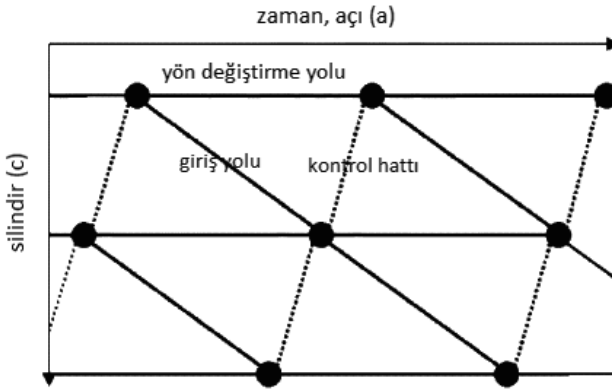 zaman, açı (a)
yön değiştirme yolu
giriş yolu
kontrol hattı
silindir (c)